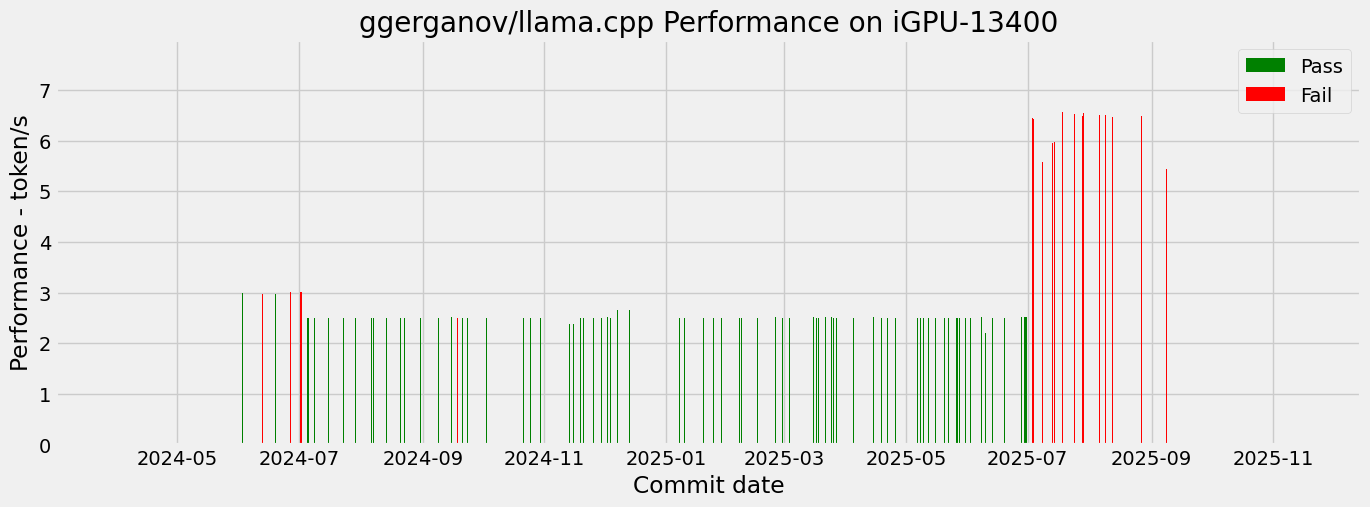 ggerganov/llama.cpp Performance on iGPU-13400
Pass
Fail
Performance - token/s
7
6
5
4
3
2
1
0
2024-05 2024-07 2024-09 2024-11 2025-01 2025-03 2025-05 2025-07 2025-09 2025-11
Commit date